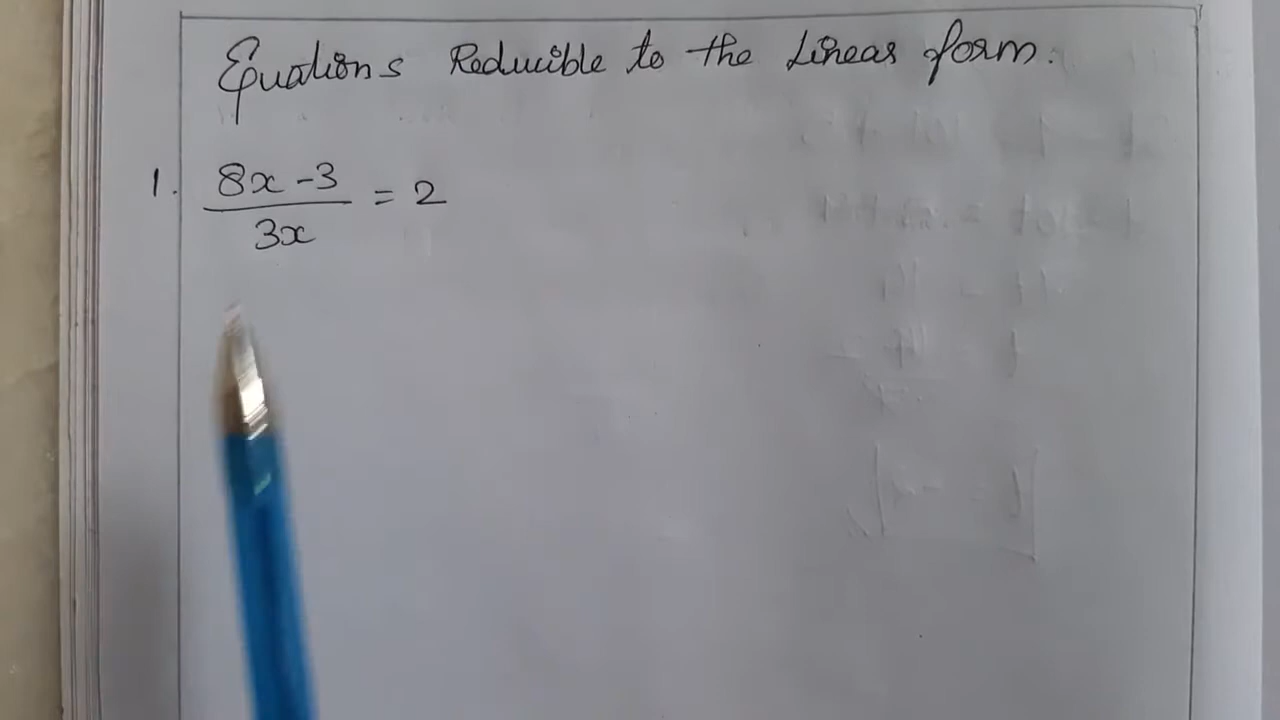 Equations Reducible to the Linear form.
1. 8x - 3
3x
= 2